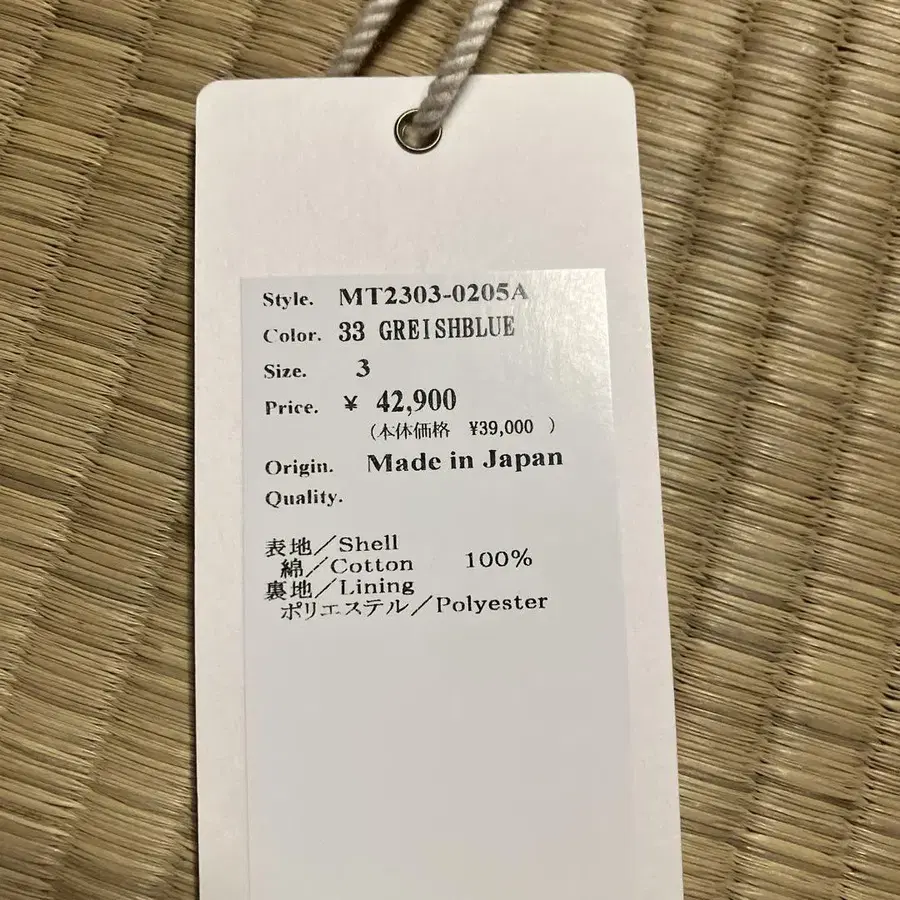 Style. MT2303-0205A
Color. 33 GREISHBLUE
Size. 3
Price. ¥ 42,900
(本体価格 ¥39,000 )
Origin. Made in Japan
Quality.
表地/Shell
綿/Cotton 100%
裏地/Lining
ポリエステル/Polyester